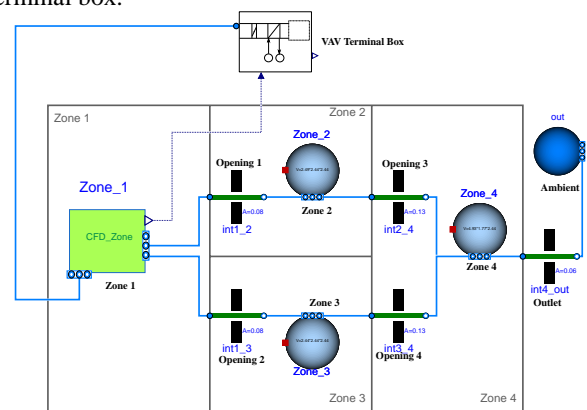 terminal box.
VAV Terminal Box
Zone 1
Zone 2
out
Zone_1
Opening 1
Zone_2
Opening 3
Zone_4
Ambient
A=0.08
Zone 2
A=0.13
int1_2
int2_4
CFD_Zone
Zone 1
Zone 4
A=0.06
int4_out
Outlet
Zone 3
A=0.08
A=0.13
int1_3
Opening 2
Zone_3
int3_4
Opening 4
Zone 3
Zone 4